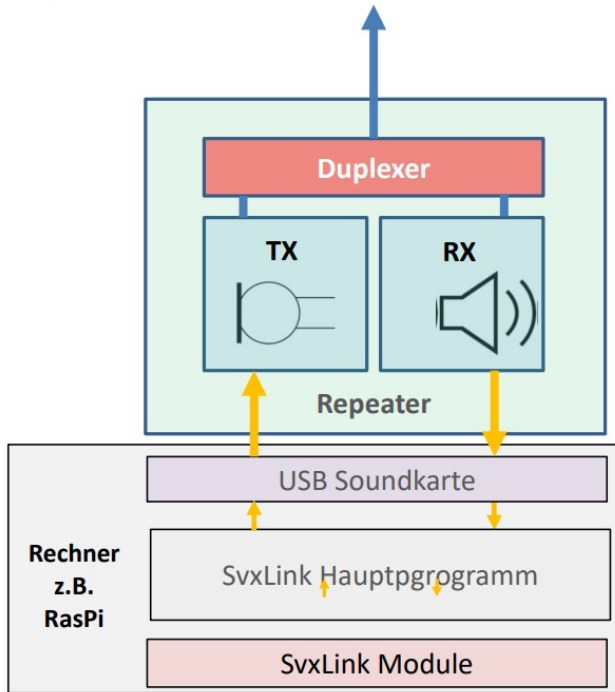 Duplexer
TX
RX
Repeater
USB Soundkarte
Rechner
z.B.
RasPi
SvxLink Hauptpgrogramm
SvxLink Module